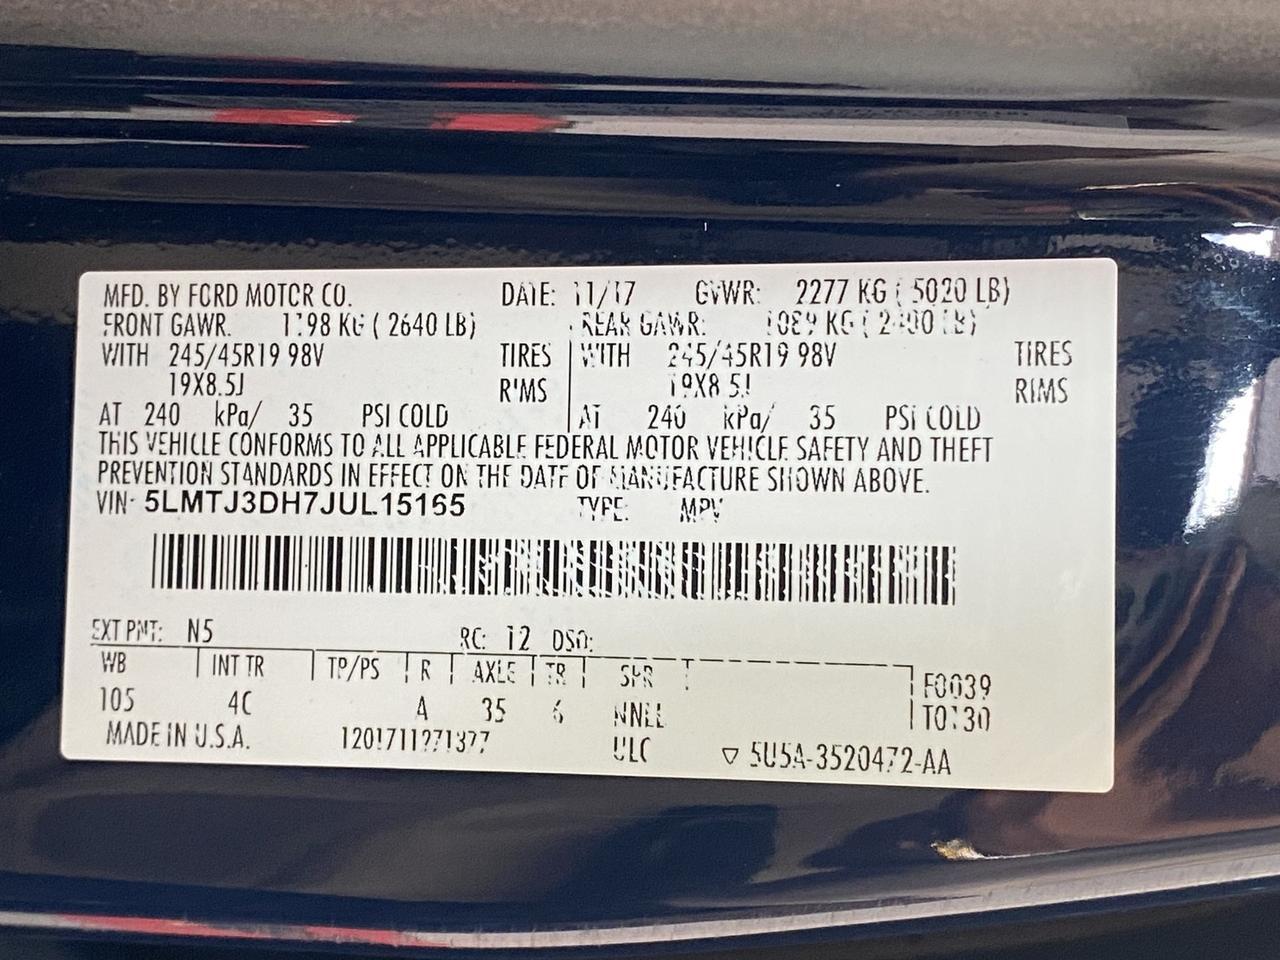 MFD. BY FORD MOTOR CO. DATE: 11/17 GVWR: 2277 KG ( 5020 LB)
FRONT GAWR. 1198 KG ( 2640 LB) REAR GAWR: 1089 KG ( 2400 LB)
WITH 245/45R19 98V TIRES WITH 245/45R19 98V TIRES
19X8.5J RIMS 19X8.5J RIMS
AT 240 kPa/ 35 PSI COLD AT 240 kPa/ 35 PSI COLD
THIS VEHICLE CONFORMS TO ALL APPLICABLE FEDERAL MOTOR VEHICLE SAFETY AND THEFT
PREVENTION STANDARDS IN EFFECT ON THE DATE OF MANUFACTURE SHOWN ABOVE.
VIN: 5LMTJ3DH7JUL15165 TYPE: MPV
EXT PNT: N5 RC: 12 DSO:
WB INT TR TP/PS R AXLE TR SPR F0039
105 4C A 35 6 NNLL T0130
MADE IN U.S.A. ULC ▽ 5U5A-3520472-AA